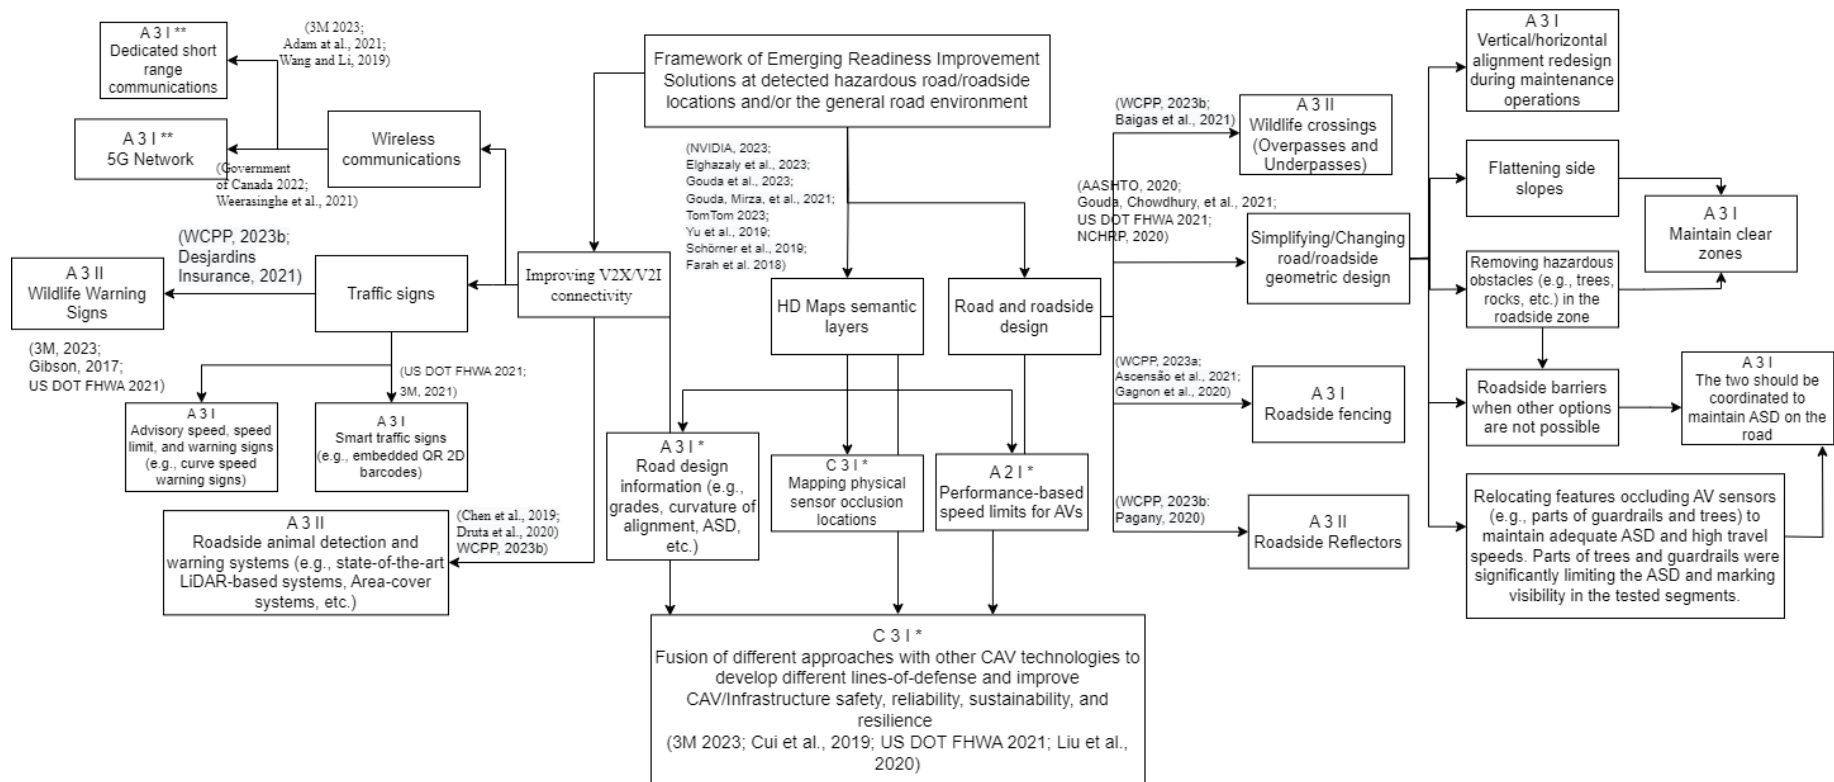 A 3 I **
Dedicated short
range
communications
(3M 2023;
Adam at al., 2021;
Wang and Li, 2019)
A 3 I **
5G Network
Wireless
communications
(Government
of Canada 2022;
Weerasinghe et al., 2021)
Framework of Emerging Readiness Improvement
Solutions at detected hazardous road/roadside
locations and/or the general road environment
(NVIDIA, 2023;
Elghazaly et al., 2023;
Gouda et al., 2023;
Gouda, Mirza, et al., 2021;
TomTom 2023;
Yu et al., 2019;
Schörner et al., 2019;
Farah et al. 2018)
(WCPP, 2023b;
Desjardins
Insurance, 2021)
A 3 II
Wildlife Warning
Signs
Traffic signs
Improving V2X/V2I
connectivity
(3M, 2023;
Gibson, 2017;
US DOT FHWA 2021)
(US DOT FHWA 2021;
3M, 2021)
A 3 I
Advisory speed, speed
limit, and warning signs
(e.g., curve speed
warning signs)
A 3 I
Smart traffic signs
(e.g., embedded QR 2D
barcodes)
A 3 II
Roadside animal detection and
warning systems (e.g., state-of-the-art
LiDAR-based systems, Area-cover
systems, etc.)
(Chen et al., 2019;
Druta et al., 2020)
WCPP, 2023b)
HD Maps semantic
layers
Road and roadside
design
A 3 I *
Road design
information (e.g.,
grades, curvature of
alignment, ASD,
etc.)
C 3 I *
Mapping physical
sensor occlusion
locations
A 2 I *
Performance-based
speed limits for AVs
C 3 I *
Fusion of different approaches with other CAV technologies to
develop different lines-of-defense and improve
CAV/Infrastructure safety, reliability, sustainability, and
resilience
(3M 2023; Cui et al., 2019; US DOT FHWA 2021; Liu et al.,
2020)
(WCPP, 2023b;
Baigas et al., 2021)
A 3 II
Wildlife crossings
(Overpasses and
Underpasses)
(AASHTO, 2020;
Gouda, Chowdhury, et al., 2021;
US DOT FHWA 2021;
NCHRP, 2020)
Simplifying/Changing
road/roadside
geometric design
(WCPP, 2023a;
Ascensão et al., 2021;
Gagnon et al., 2020)
A 3 I
Roadside fencing
(WCPP, 2023b:
Pagany, 2020)
A 3 II
Roadside Reflectors
A 3 I
Vertical/horizontal
alignment redesign
during maintenance
operations
Flattening side
slopes
A 3 I
Maintain clear
zones
Removing hazardous
obstacles (e.g., trees,
rocks, etc.) in the
roadside zone
Roadside barriers
when other options
are not possible
A 3 I
The two should be
coordinated to
maintain ASD on the
road
Relocating features occluding AV sensors
(e.g., parts of guardrails and trees) to
maintain adequate ASD and high travel
speeds. Parts of trees and guardrails were
significantly limiting the ASD and marking
visibility in the tested segments.